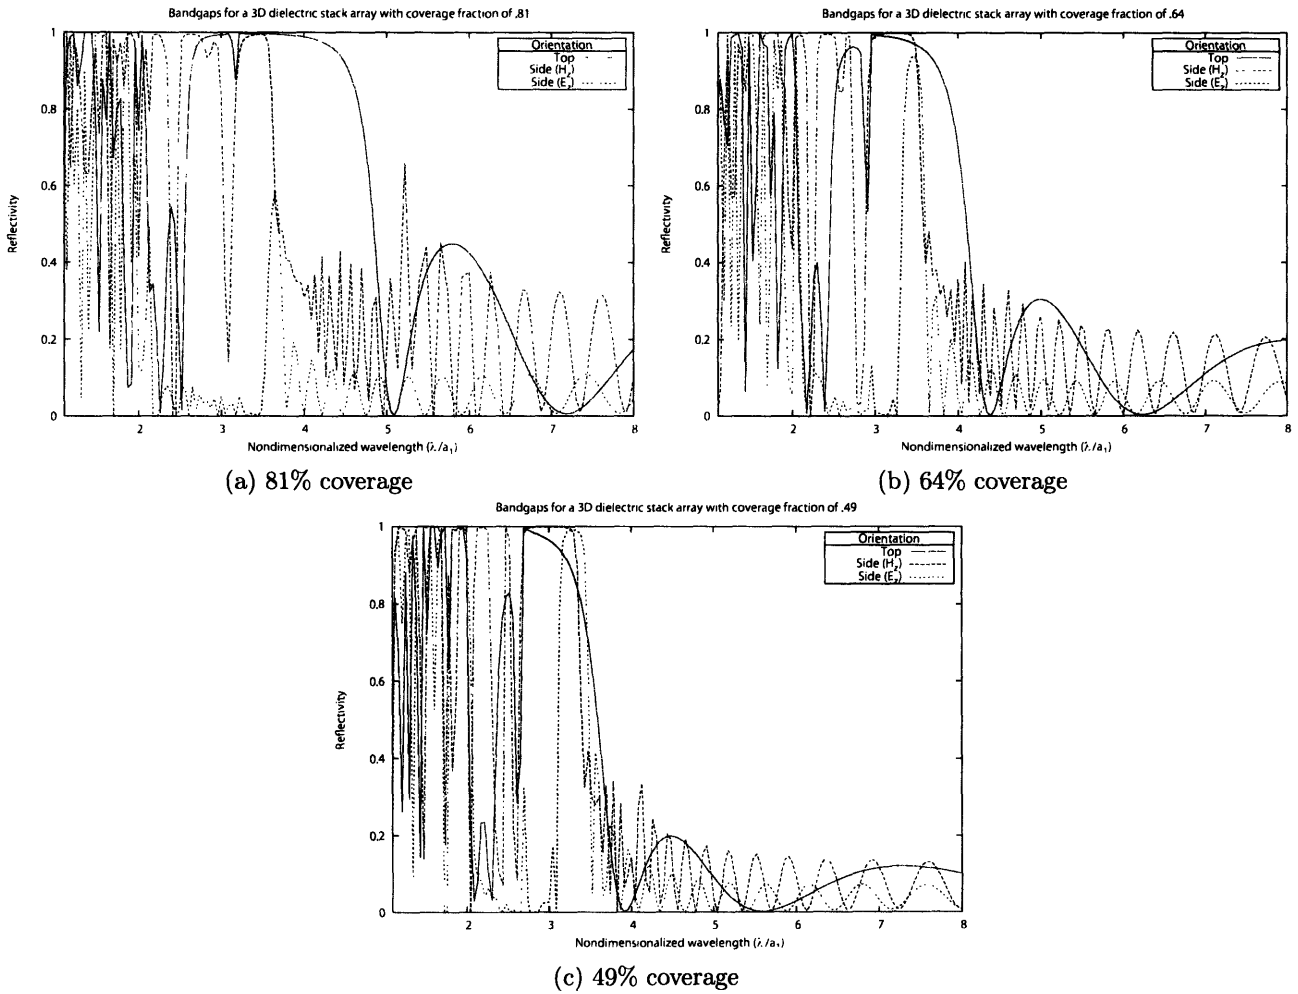 Bandgaps for a 3D dielectric stack array with coverage fraction of .81
Orientation
Top
Side (Hz)
Side (Ez)
Reflectivity
1
0.8
0.6
0.4
0.2
0
2 3 4 5 6 7 8
Nondimensionalized wavelength (λ/a1)
(a) 81% coverage
Bandgaps for a 3D dielectric stack array with coverage fraction of .64
Orientation
Top
Side (Hz)
Side (Ez)
Reflectivity
1
0.8
0.6
0.4
0.2
0
2 3 4 5 6 7 8
Nondimensionalized wavelength (λ/a1)
(b) 64% coverage
Bandgaps for a 3D dielectric stack array with coverage fraction of .49
Orientation
Top
Side (Hz)
Side (Ez)
Reflectivity
1
0.8
0.6
0.4
0.2
0
2 3 4 5 6 7 8
Nondimensionalized wavelength (λ/a1)
(c) 49% coverage